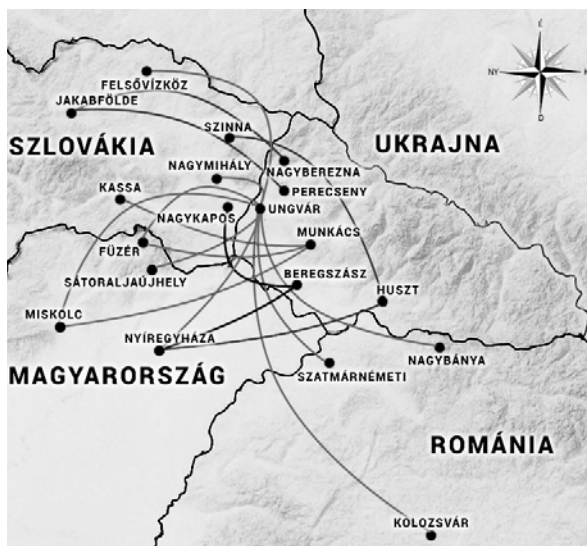 É
NY
K
D
FELSŐVÍZKÖZ
JAKABFÖLDE
SZINNA
UKRAJNA
SZLOVÁKIA
NAGYMIHÁLY
NAGYBEREZNA
KASSA
PERECSENY
NAGYKAPOS
UNGVÁR
FÜZÉR
MUNKÁCS
SÁTORALJAÚJHELY
BEREGSZÁSZ
HUSZT
MISKOLC
NYÍREGYHÁZA
NAGYBÁNYA
MAGYARORSZÁG
SZATMÁRNÉMETI
ROMÁNIA
KOLOZSVÁR